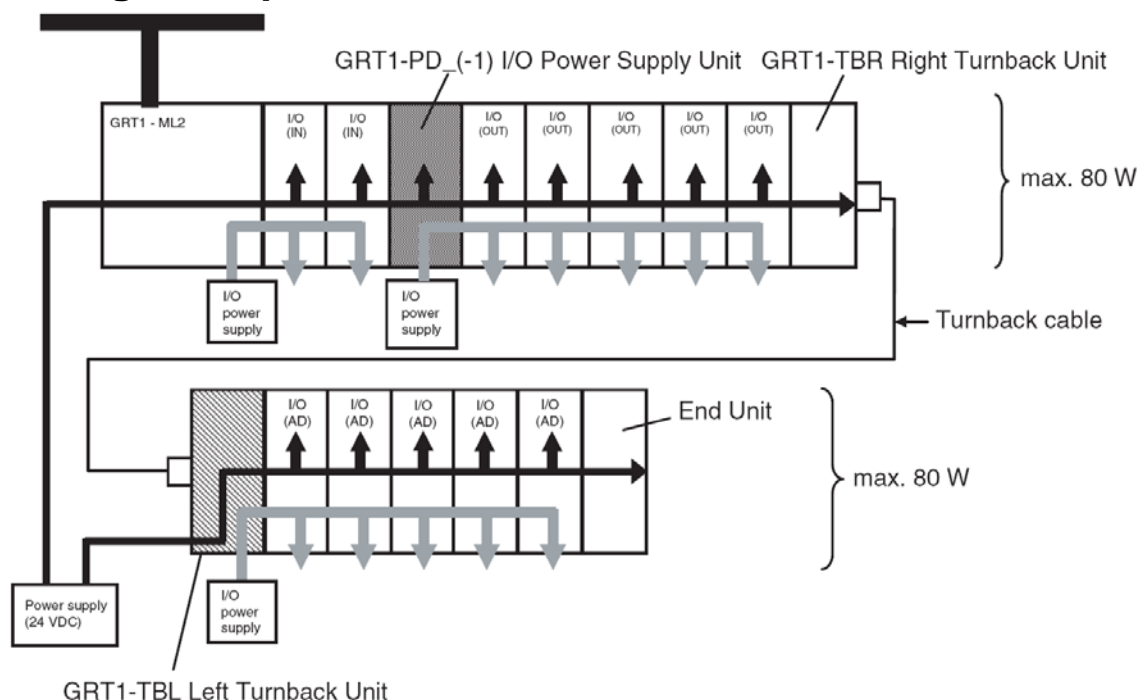 GRT1-PD_(-1) I/O Power Supply Unit
GRT1-TBR Right Turnback Unit
GRT1 - ML2
I/O
(IN)
I/O
(IN)
I/O
(OUT)
I/O
(OUT)
I/O
(OUT)
I/O
(OUT)
I/O
(OUT)
max. 80 W
I/O
power
supply
I/O
power
supply
Turnback cable
I/O
(AD)
I/O
(AD)
I/O
(AD)
I/O
(AD)
I/O
(AD)
End Unit
max. 80 W
Power supply
(24 VDC)
I/O
power
supply
GRT1-TBL Left Turnback Unit